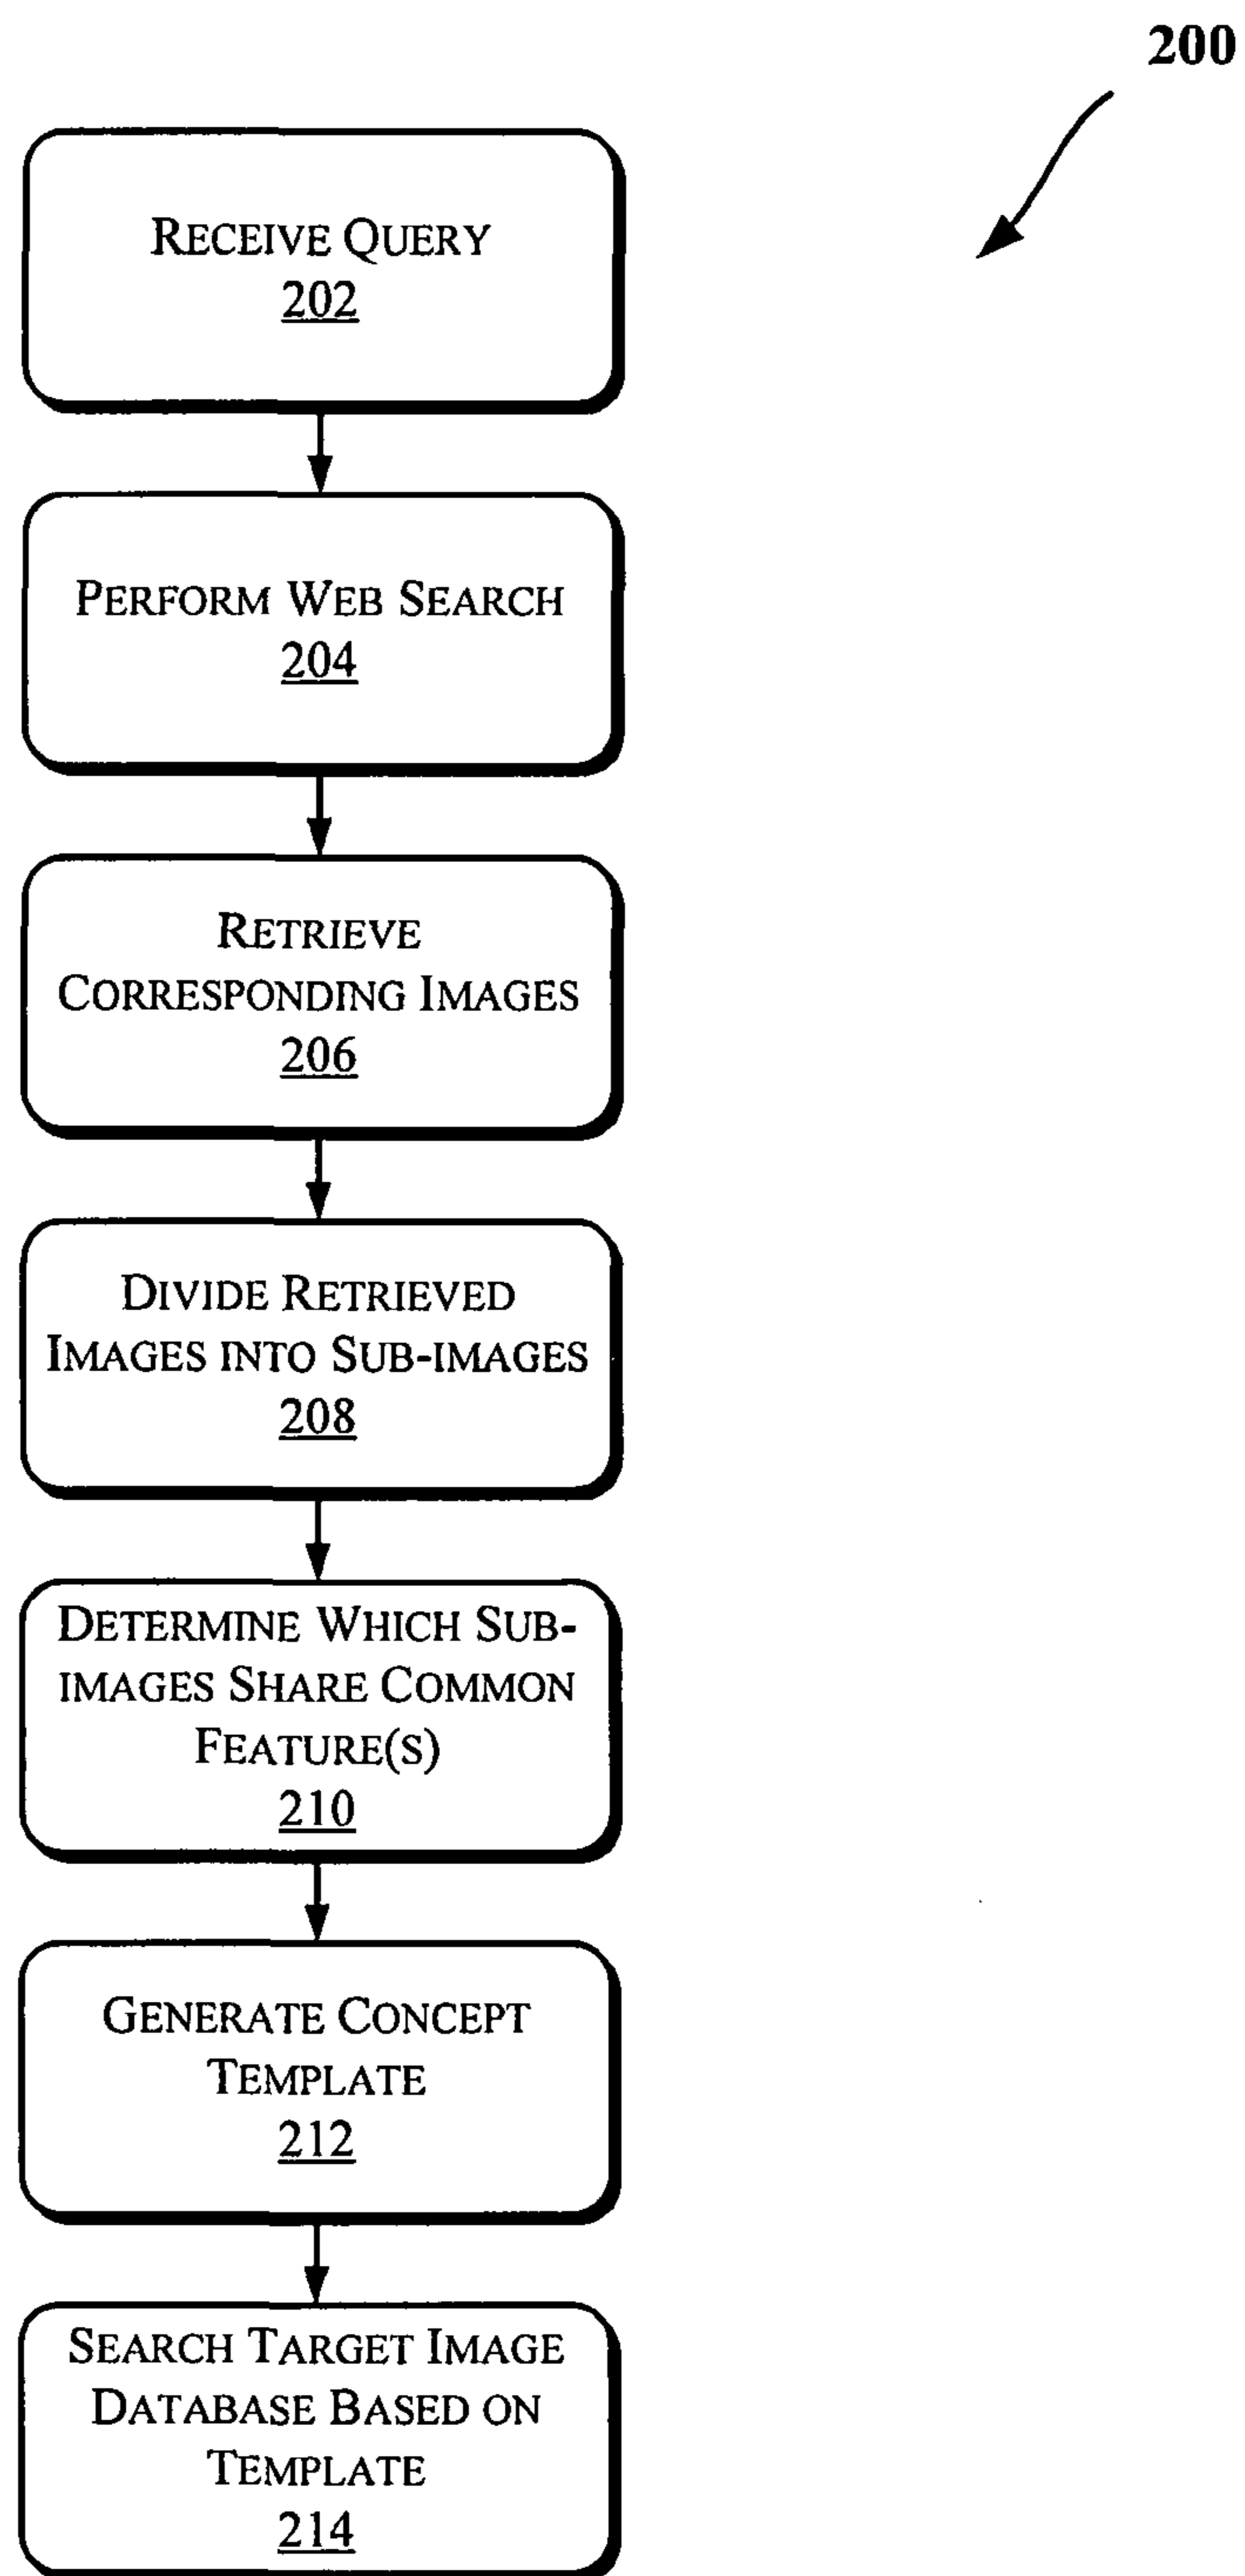 200
RECEIVE QUERY
202
PERFORM WEB SEARCH
204
RETRIEVE
CORRESPONDING IMAGES
206
DIVIDE RETRIEVED
IMAGES INTO SUB-IMAGES
208
DETERMINE WHICH SUB-
IMAGES SHARE COMMON
FEATURE(S)
210
GENERATE CONCEPT
TEMPLATE
212
SEARCH TARGET IMAGE
DATABASE BASED ON
TEMPLATE
214